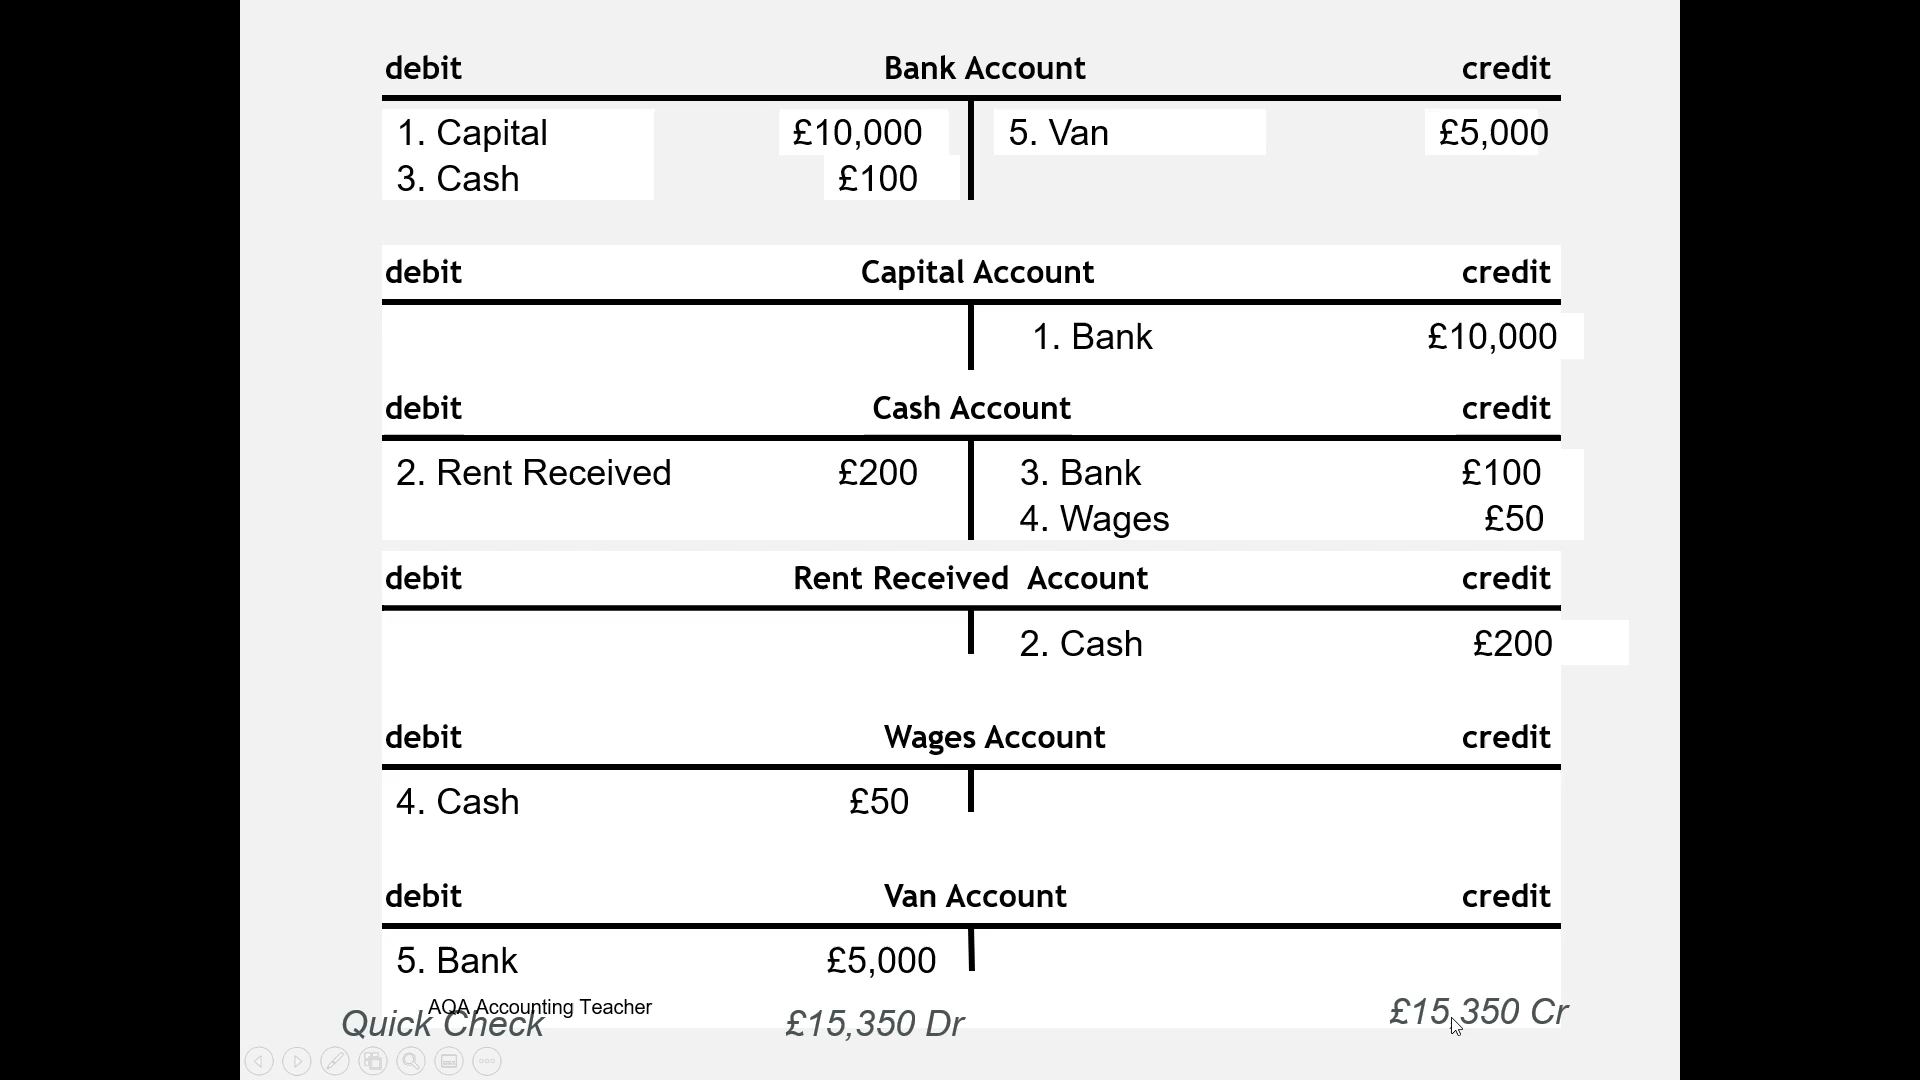 debit Bank Account credit
1. Capital £10,000 5. Van £5,000
3. Cash £100
debit Capital Account credit
1. Bank £10,000
debit Cash Account credit
2. Rent Received £200 3. Bank £100
4. Wages £50
debit Rent Received Account credit
2. Cash £200
debit Wages Account credit
4. Cash £50
debit Van Account credit
5. Bank £5,000
AQA Accounting Teacher
Quick Check £15,350 Dr £15,350 Cr